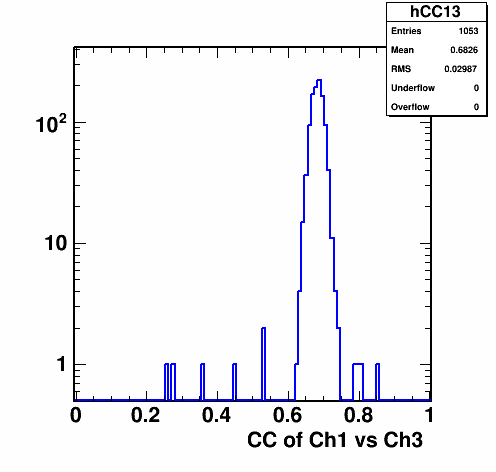 hCC13
Entries 1053
Mean 0.6826
RMS 0.02987
Underflow 0
Overflow 0
10²
10
1
0 0.2 0.4 0.6 0.8 1
CC of Ch1 vs Ch3